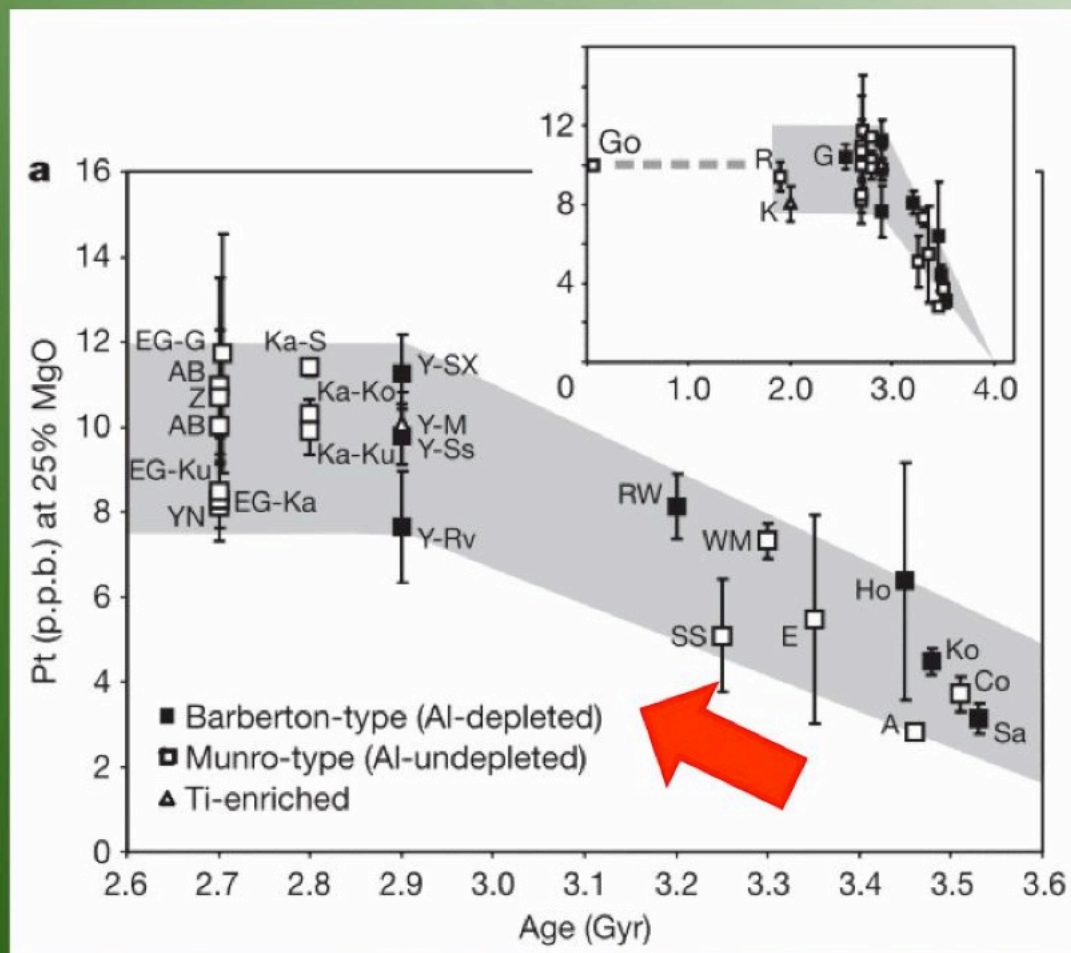 a
Pt (p.p.b.) at 25% MgO
16
14
12
10
8
6
4
2
0
EG-G
AB
Z
AB
EG-Ku
EG-Ka
YN
Ka-S
Ka-Ko
Ka-Ku
Y-SX
Y-M
Y-Ss
Y-Rv
RW
WM
SS
E
Ho
Ko
Co
A
Sa
Barberton-type (Al-depleted)
Munro-type (Al-undepleted)
Ti-enriched
2.6 2.7 2.8 2.9 3.0 3.1 3.2 3.3 3.4 3.5 3.6
Age (Gyr)
12
8
4
Go
R
G
K
0 1.0 2.0 3.0 4.0